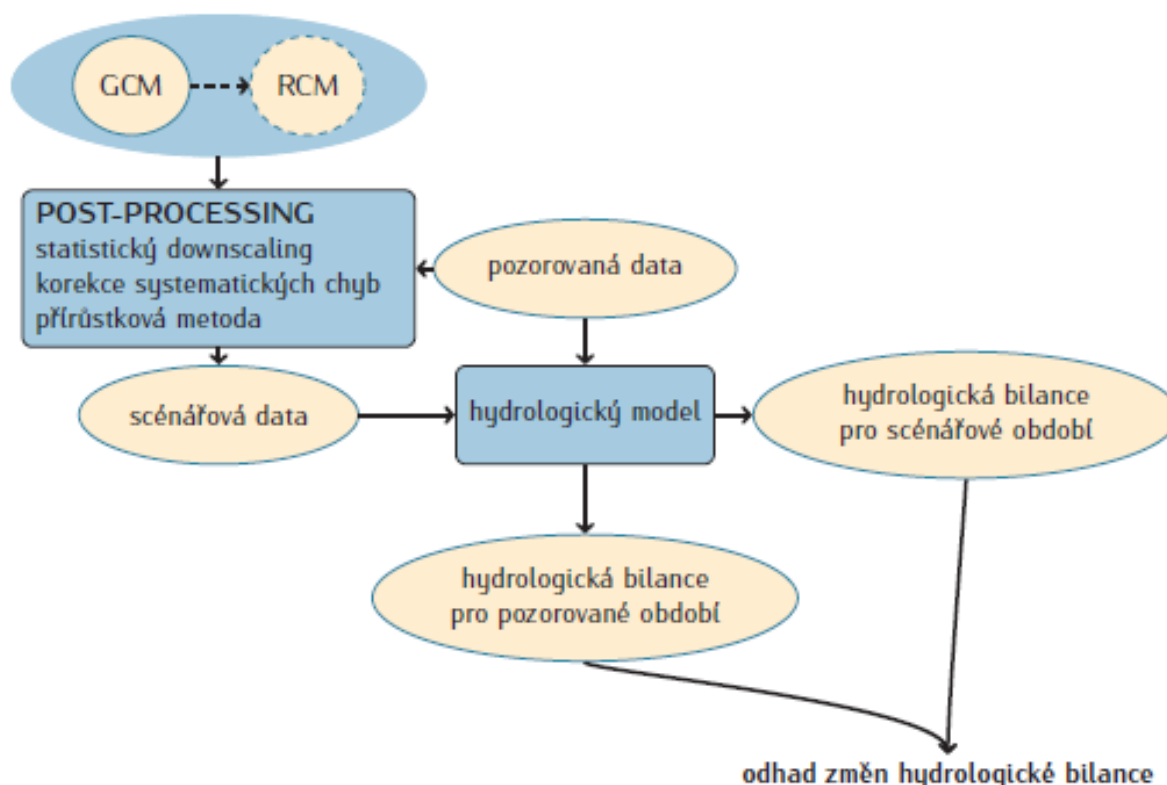 GCM
RCM
POST-PROCESSING
statistický downscaling
korekce systematických chyb
přírůstková metoda
pozorovaná data
scénářová data
hydrologický model
hydrologická bilance
pro scénářové období
hydrologická bilance
pro pozorované období
odhad změn hydrologické bilance